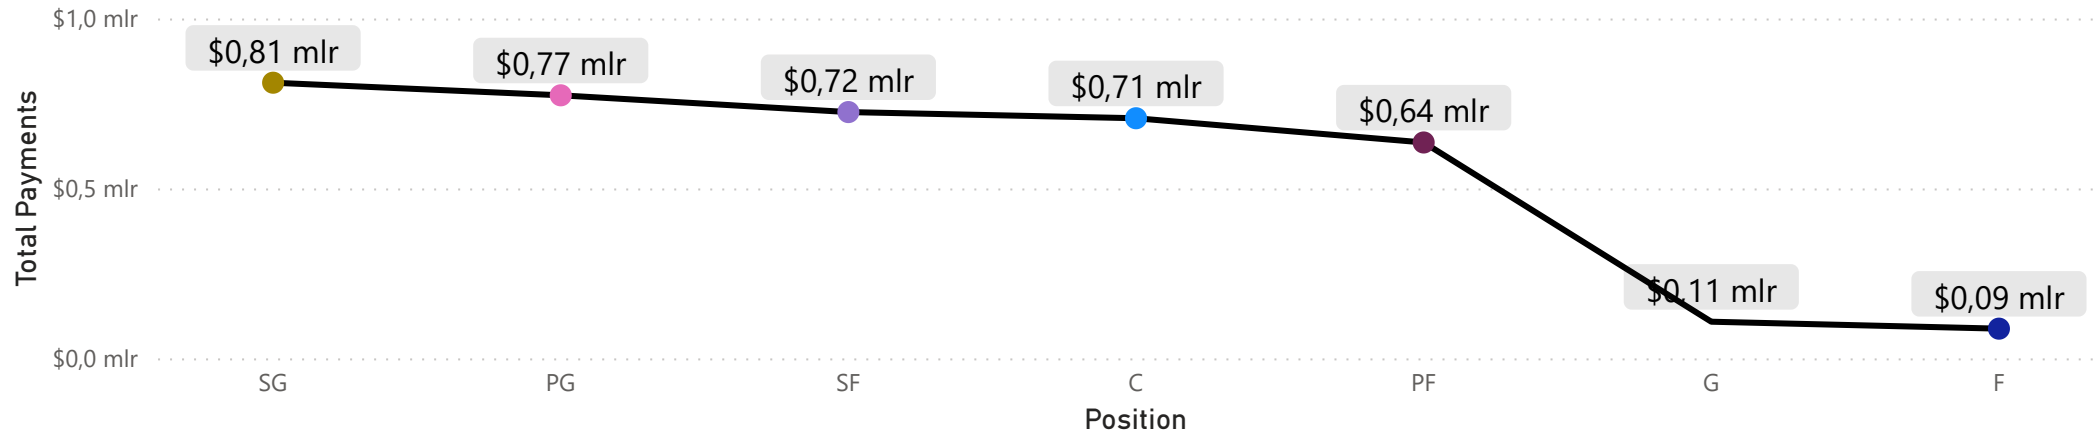 $1,0 mlr
$0,5 mlr
$0,0 mlr
Total Payments
$0,81 mlr
$0,77 mlr
$0,72 mlr
$0,71 mlr
$0,64 mlr
$0,11 mlr
$0,09 mlr
SG
PG
SF
C
PF
G
F
Position